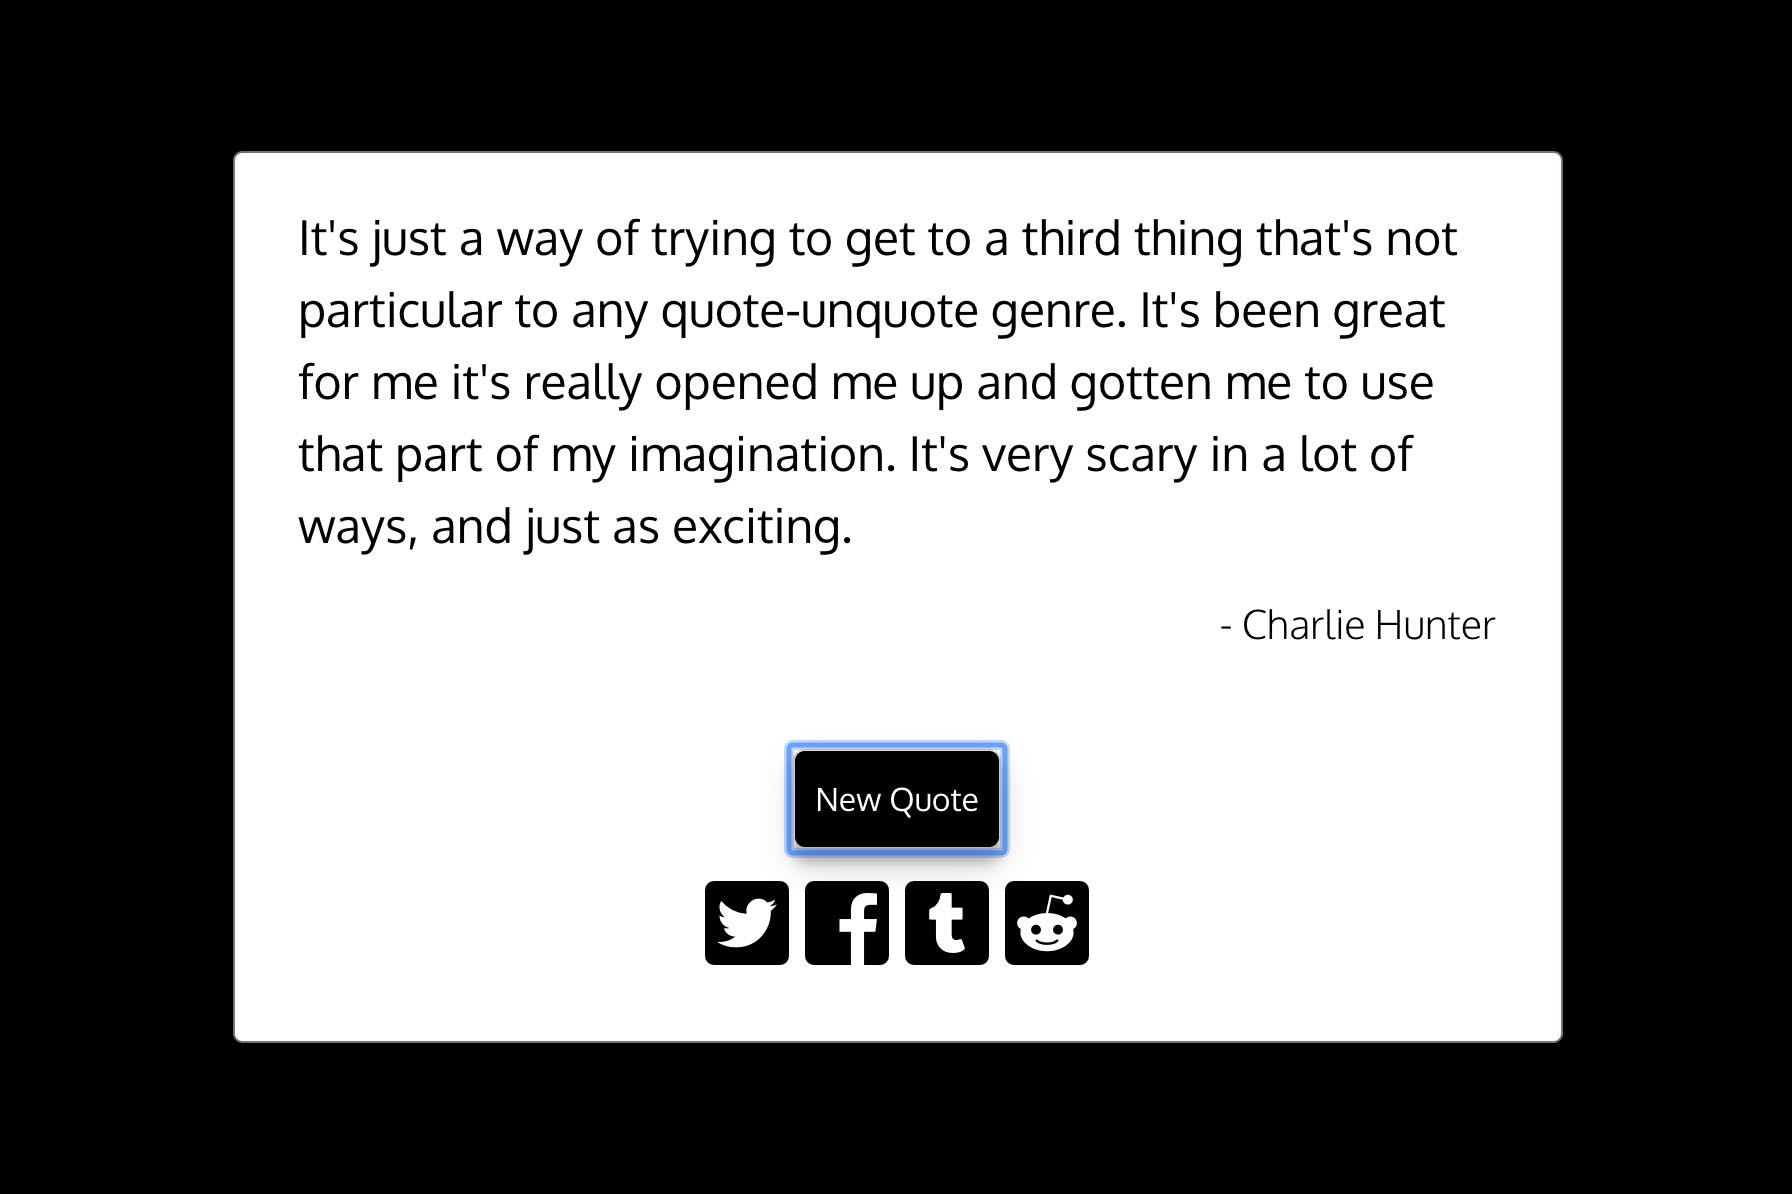 It's just a way of trying to get to a third thing that's not
particular to any quote-unquote genre. It's been great
for me it's really opened me up and gotten me to use
that part of my imagination. It's very scary in a lot of
ways, and just as exciting.
- Charlie Hunter
New Quote